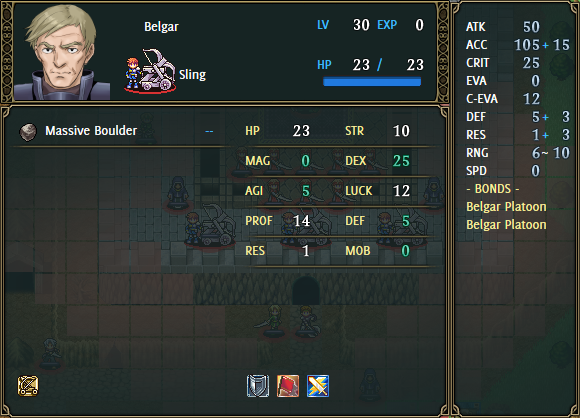 Belgar
LV 30 EXP 0
Sling
HP 23 / 23
Massive Boulder --
HP 23 STR 10
MAG 0 DEX 25
AGI 5 LUCK 12
PROF 14 DEF 5
RES 1 MOB 0
ATK 50
ACC 105+ 15
CRIT 25
EVA 0
C-EVA 12
DEF 5+ 3
RES 1+ 3
RNG 6~ 10
SPD 0
- BONDS -
Belgar Platoon
Belgar Platoon